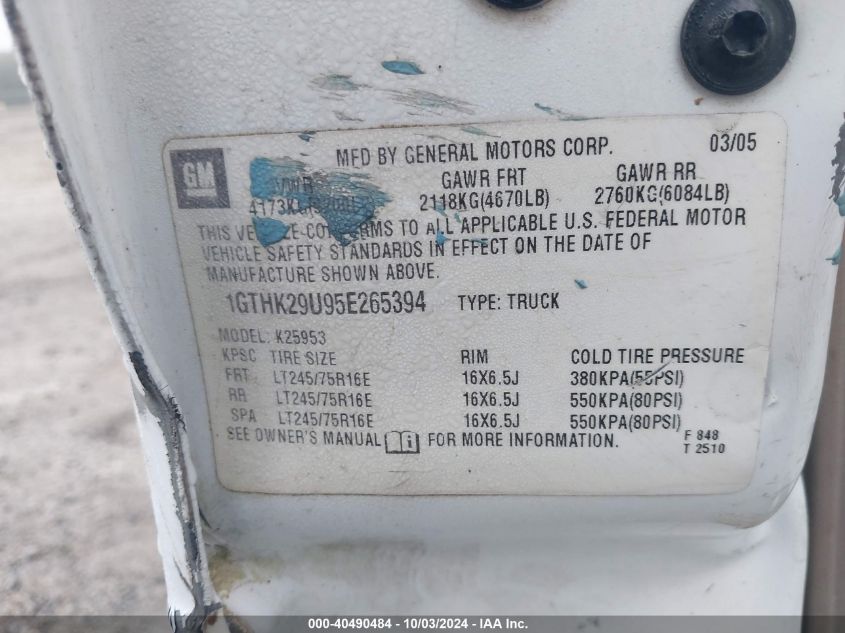 GM
MFD BY GENERAL MOTORS CORP. 03/05
GAWR FRT GAWR RR
2118KG(4670LB) 2760KG(6084LB)
THIS TO ALL APPLICABLE U.S. FEDERAL MOTOR
VEHICLE SAFETY STANDARDS IN EFFECT ON THE DATE OF
MANUFACTURE SHOWN ABOVE.
1GTHK29U95E265394 TYPE: TRUCK
MODEL: K25953
KPSC TIRE SIZE RIM COLD TIRE PRESSURE
FRT LT245/75R16E 16X6.5J 380KPA(55PSI)
RR LT245/75R16E 16X6.5J 550KPA(80PSI)
SPA LT245/75R16E 16X6.5J 550KPA(80PSI)
SEE OWNER'S MANUAL FOR MORE INFORMATION.
F 848
T 2510
000-40490484 - 10/03/2024 - IAA Inc.